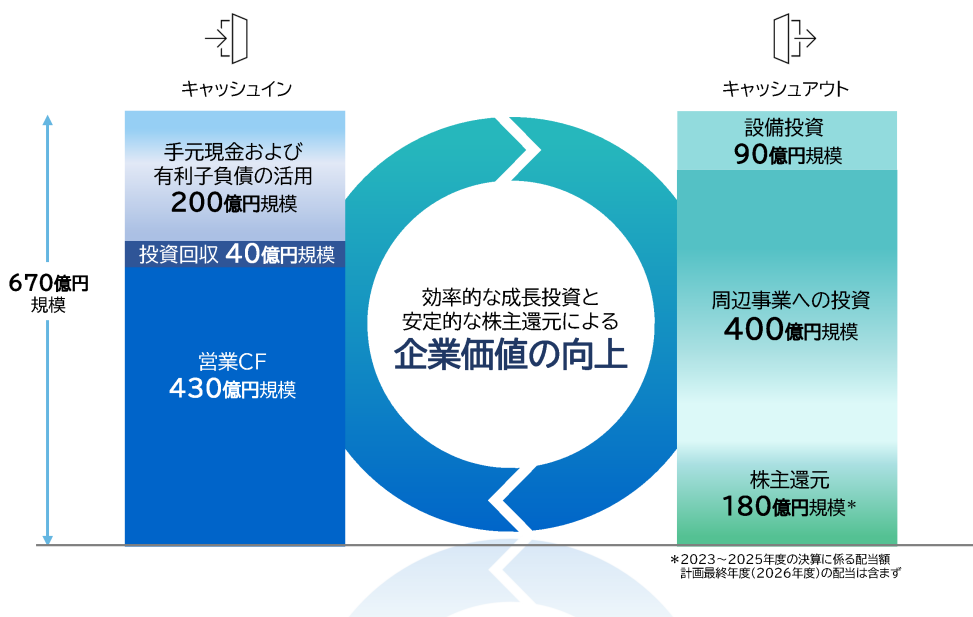 キャッシュイン
キャッシュアウト
670億円
規模
手元現金および
有利子負債の活用
200億円規模
投資回収 40億円規模
営業CF
430億円規模
効率的な成長投資と
安定的な株主還元による
企業価値の向上
設備投資
90億円規模
周辺事業への投資
400億円規模
株主還元
180億円規模*
*2023~2025年度の決算に係る配当額
計画最終年度(2026年度)の配当は含まず